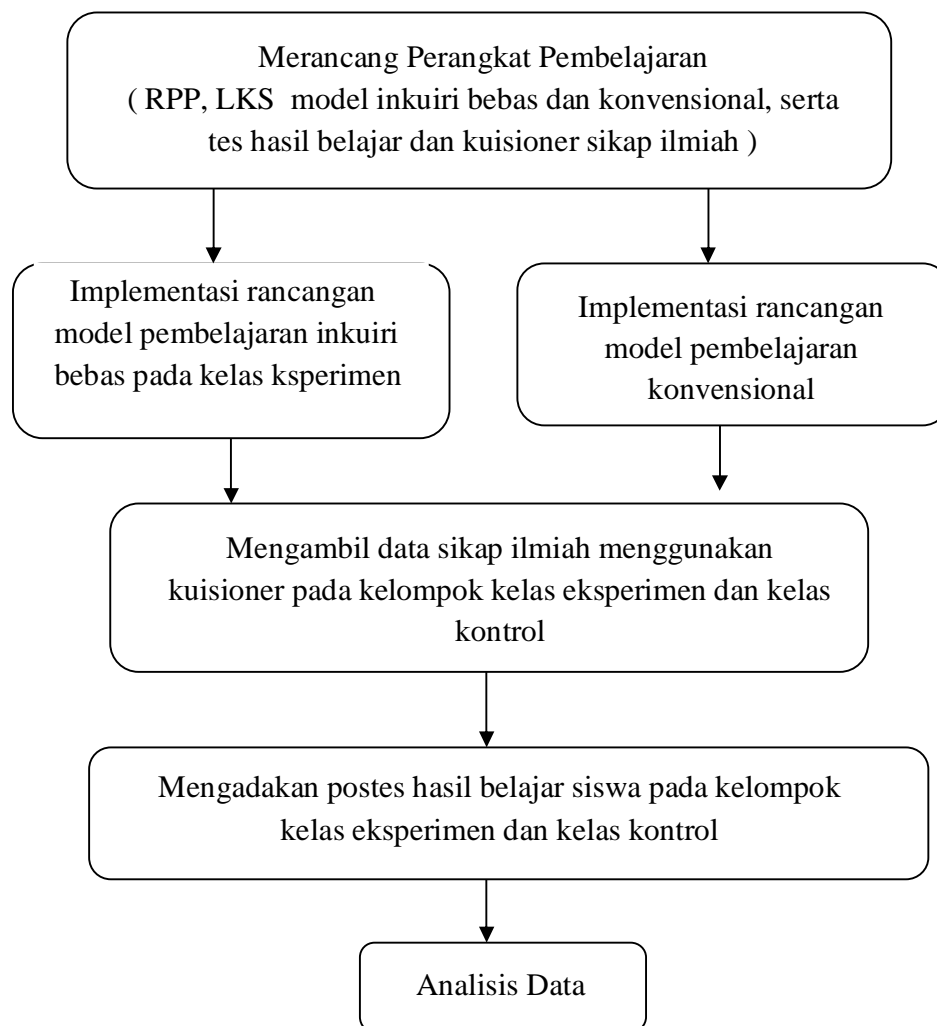 Merancang Perangkat Pembelajaran
( RPP, LKS model inkuiri bebas dan konvensional, serta
tes hasil belajar dan kuisioner sikap ilmiah )
Implementasi rancangan
model pembelajaran inkuiri
bebas pada kelas ksperimen
Implementasi rancangan
model pembelajaran
konvensional
Mengambil data sikap ilmiah menggunakan
kuisioner pada kelompok kelas eksperimen dan kelas
kontrol
Mengadakan postes hasil belajar siswa pada kelompok
kelas eksperimen dan kelas kontrol
Analisis Data